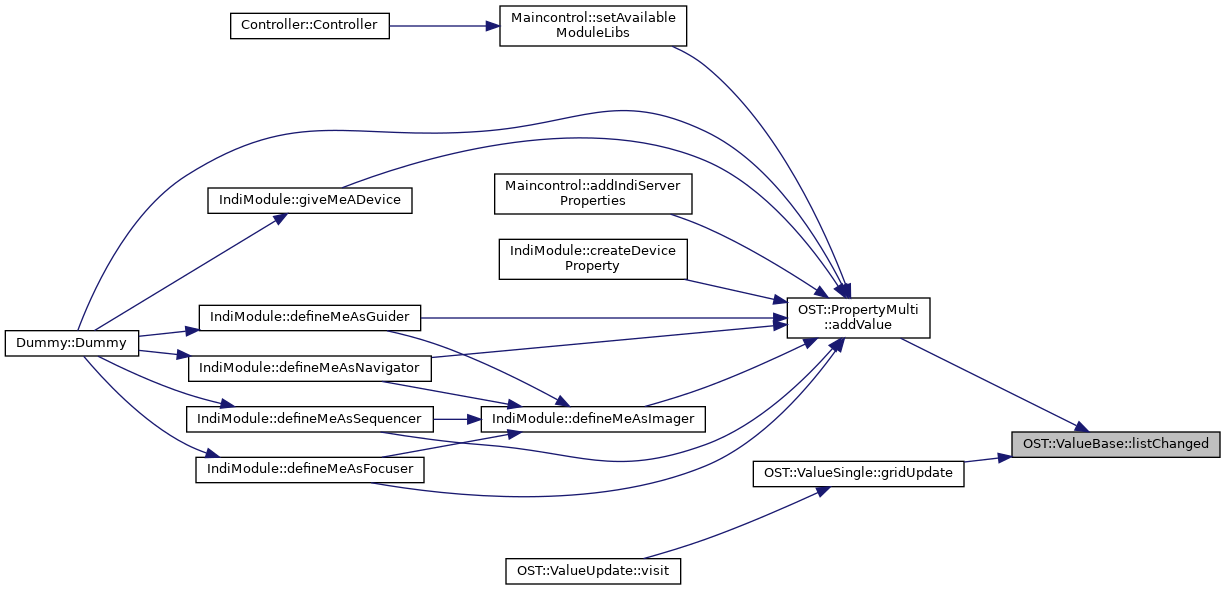 Controller::Controller
Maincontrol::setAvailable
ModuleLibs
IndiModule::giveMeADevice
Maincontrol::addIndiServer
Properties
IndiModule::createDevice
Property
OST::PropertyMulti
::addValue
IndiModule::defineMeAsGuider
Dummy::Dummy
IndiModule::defineMeAsNavigator
IndiModule::defineMeAsSequencer
IndiModule::defineMeAsImager
OST::ValueBase::listChanged
IndiModule::defineMeAsFocuser
OST::ValueSingle::gridUpdate
OST::ValueUpdate::visit